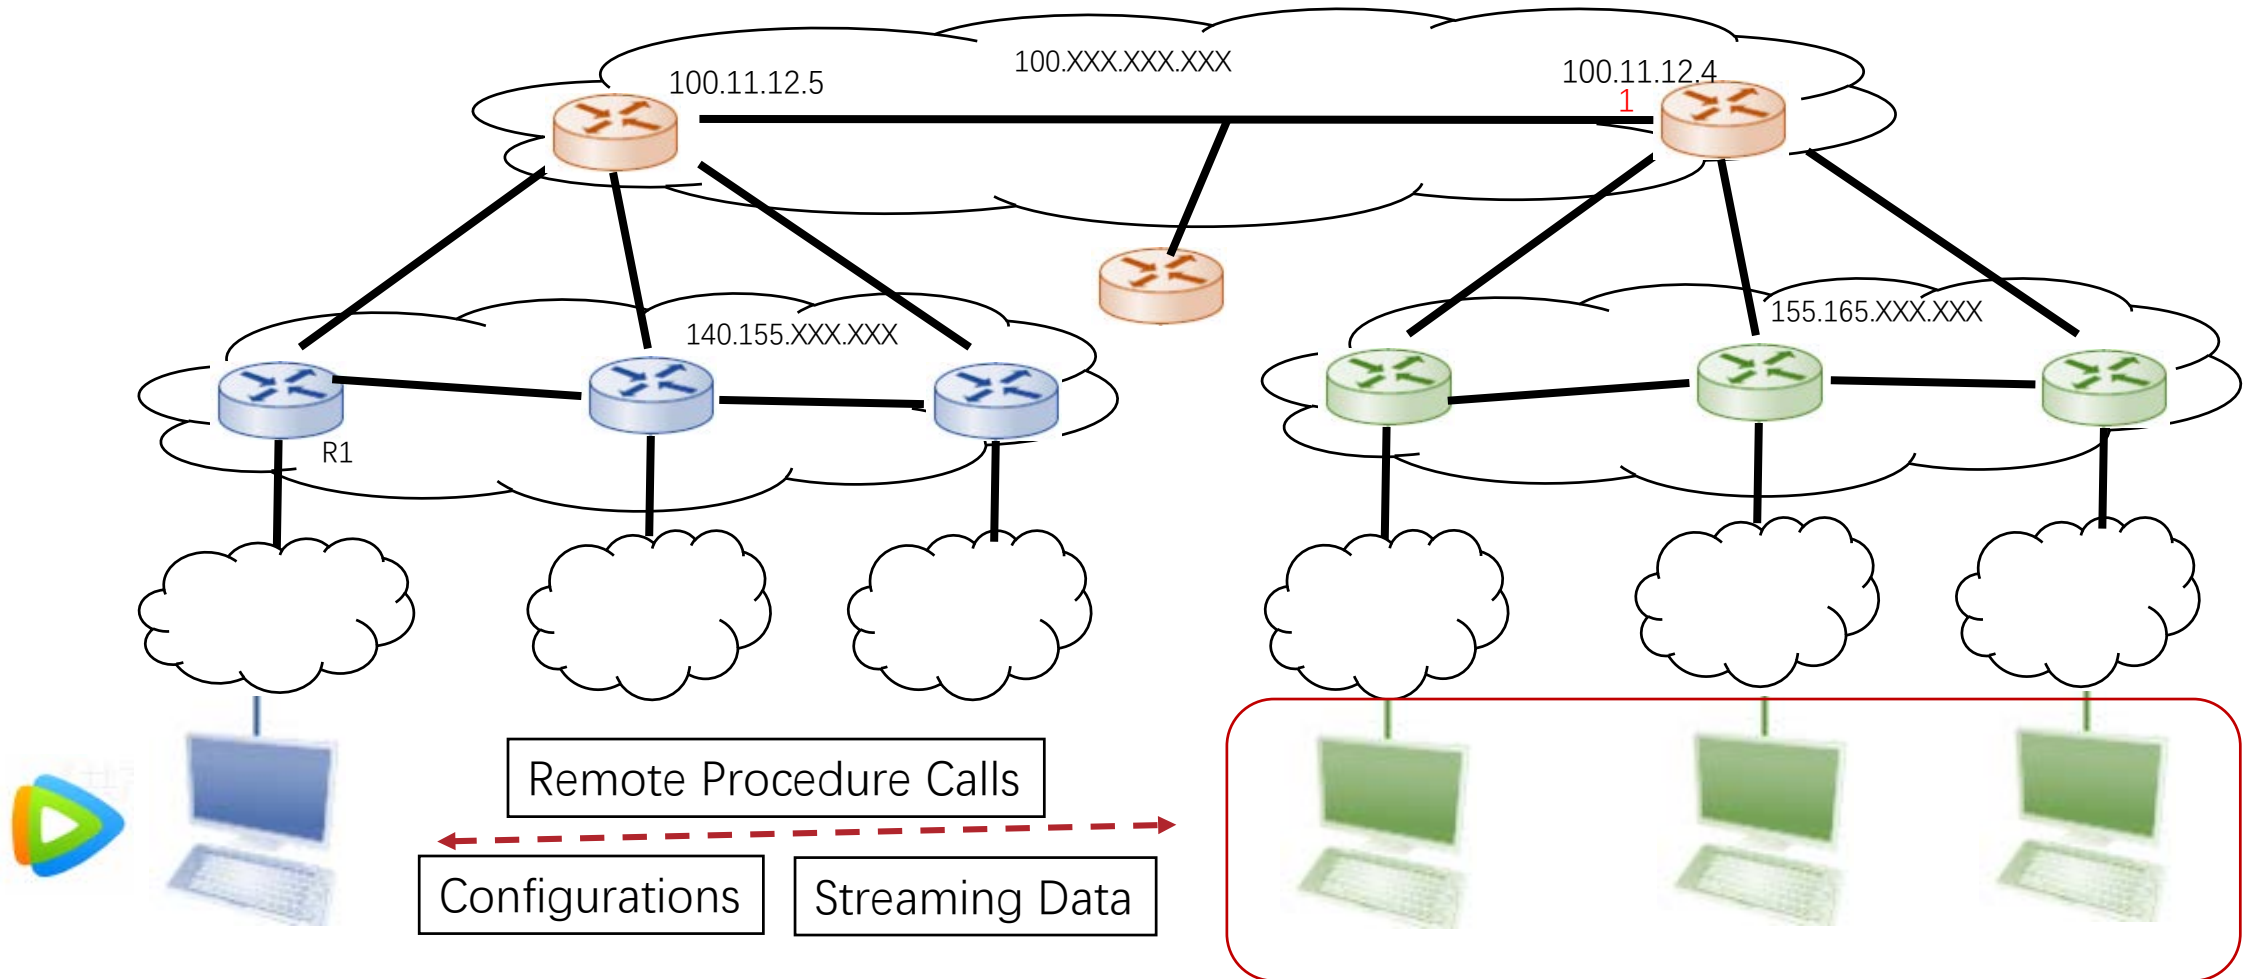 100.XXX.XXX.XXX
100.11.12.5
100.11.12.4
1
140.155.XXX.XXX
155.165.XXX.XXX
R1
Remote Procedure Calls
Configurations
Streaming Data